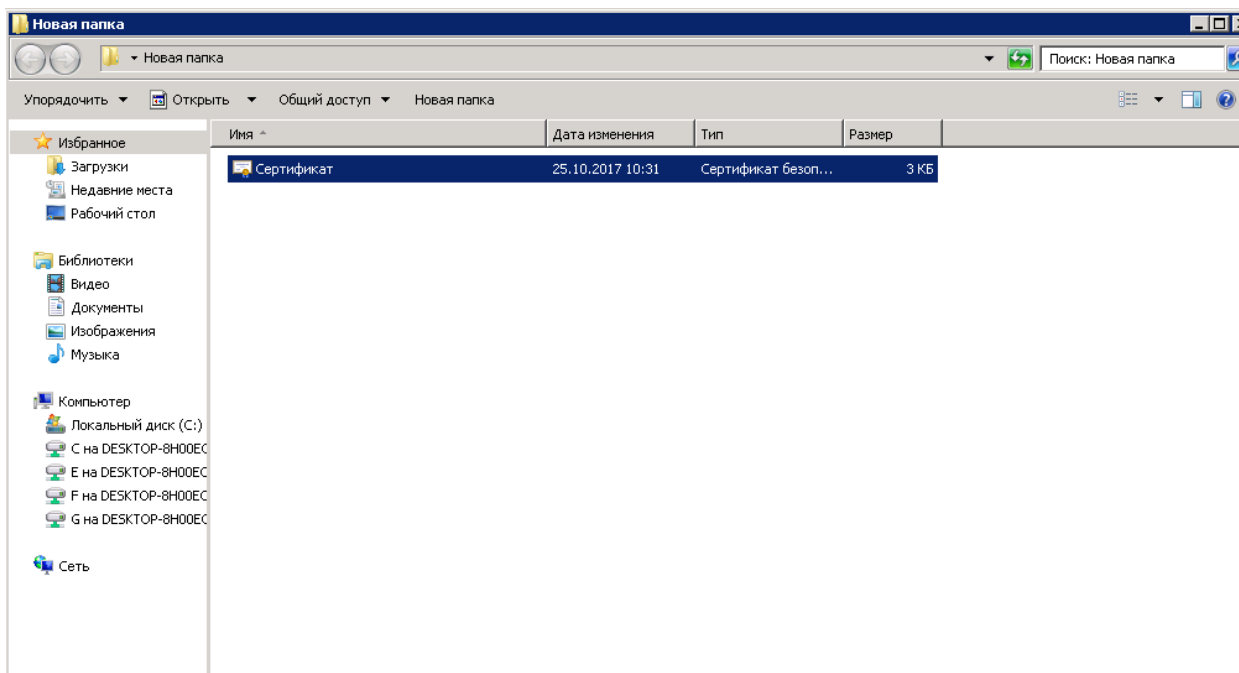 Новая папка
Новая папка
Поиск: Новая папка
Упорядочить Открыть Общий доступ Новая папка
Имя Дата изменения Тип Размер
Сертификат 25.10.2017 10:31 Сертификат безоп... 3 КБ
Избранное
Загрузки
Недавние места
Рабочий стол
Библиотеки
Видео
Документы
Изображения
Музыка
Компьютер
Локальный диск (C:)
C на DESKTOP-8H00EC
E на DESKTOP-8H00EC
F на DESKTOP-8H00EC
G на DESKTOP-8H00EC
Сеть